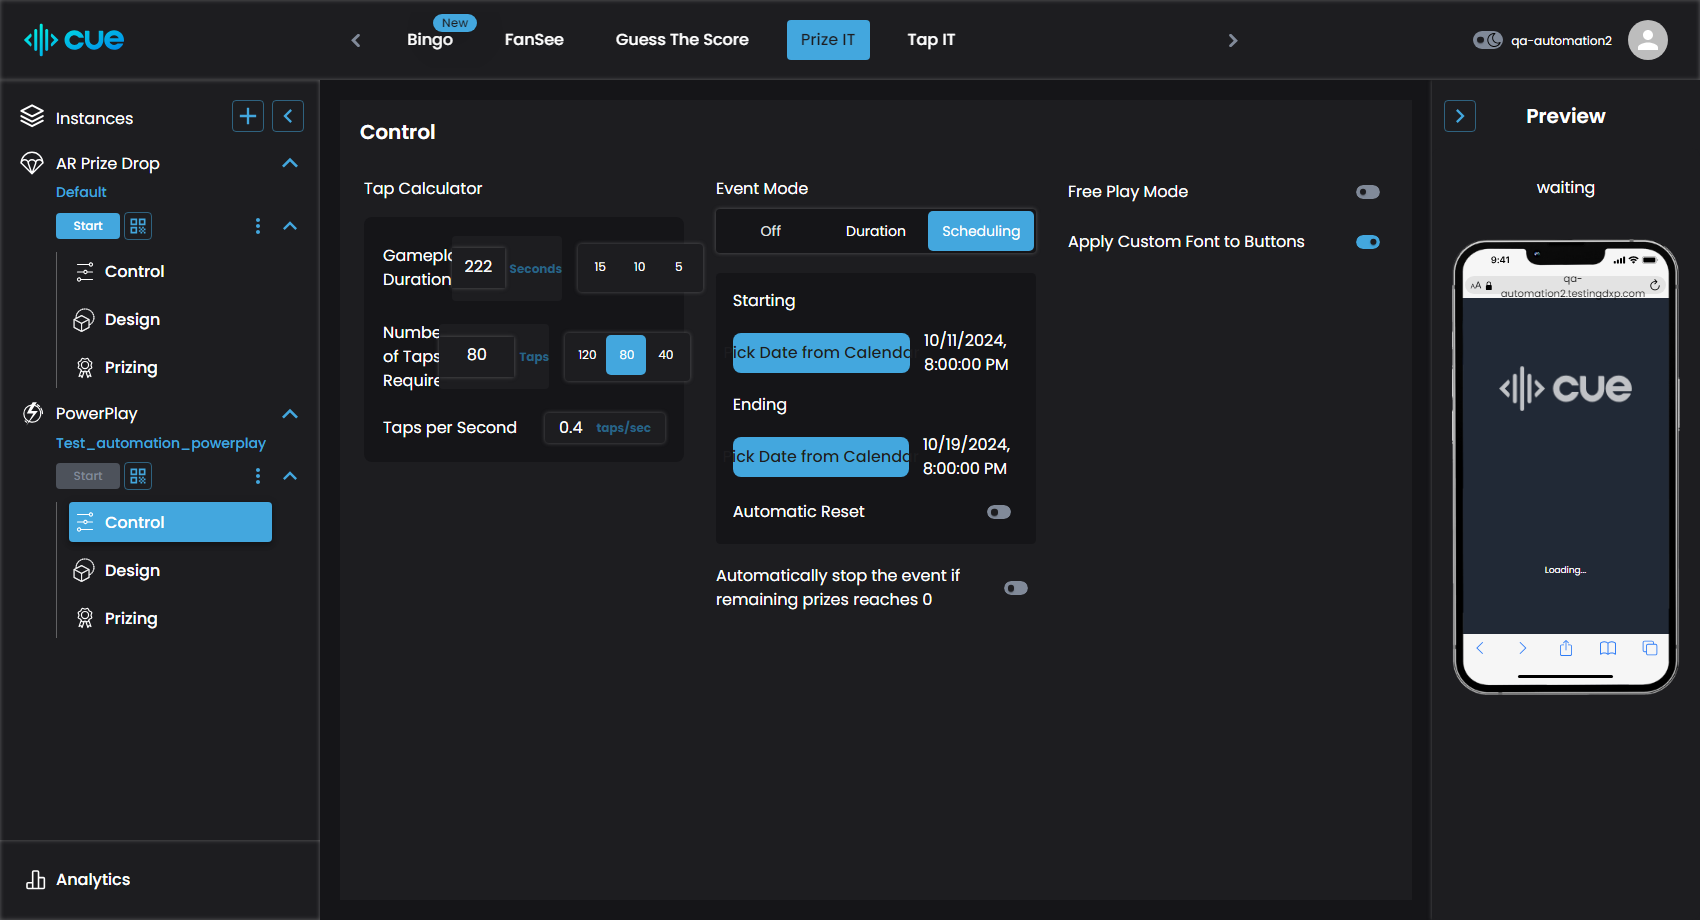 cue
New
Bingo
FanSee
Guess The Score
Prize IT
Tap IT
qa-automation2
Instances
AR Prize Drop
Default
Start
Control
Design
Prizing
PowerPlay
Test_automation_powerplay
Start
Control
Design
Prizing
Analytics
Control
Tap Calculator
Gamepl
Duration
222
Seconds
15
10
5
Numbe
of Taps
Require
80
Taps
120
80
40
Taps per Second
0.4
taps/sec
Event Mode
Off
Duration
Scheduling
Starting
ick Date from Calenda
10/11/2024,
8:00:00 PM
Ending
ick Date from Calenda
10/19/2024,
8:00:00 PM
Automatic Reset
Automatically stop the event if
remaining prizes reaches 0
Free Play Mode
Apply Custom Font to Buttons
Preview
waiting
9:41
AA
qa-
automation2.testingdxp.com
cue
Loading...